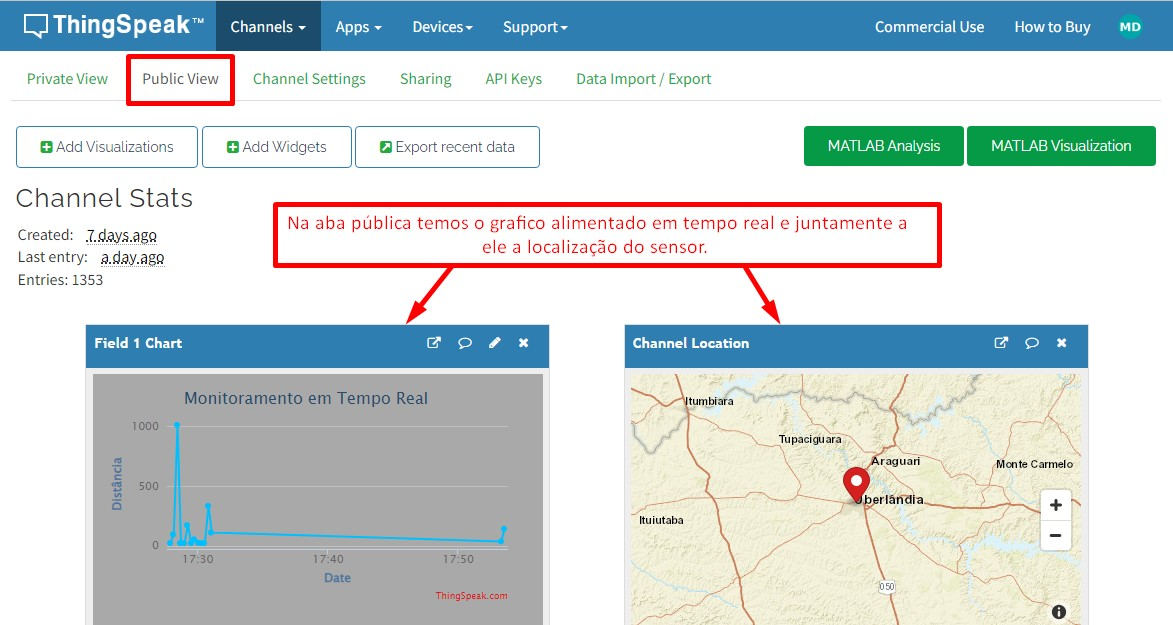 ThingSpeak™ Channels Apps Devices Support Commercial Use How to Buy MD
Private View Public View Channel Settings Sharing API Keys Data Import / Export
Add Visualizations Add Widgets Export recent data MATLAB Analysis MATLAB Visualization
Channel Stats
Na aba pública temos o grafico alimentado em tempo real e juntamente a
ele a localização do sensor.
Created: 7 days ago
Last entry: a day ago
Entries: 1353
Field 1 Chart
Monitoramento em Tempo Real
1000
500
0
Distância
17:30 17:40 17:50
Date
ThingSpeak.com
Channel Location
Itumbiara
Tupaciguara
Araguari
Monte Carmelo
Uberlândia
Ituiutaba
050